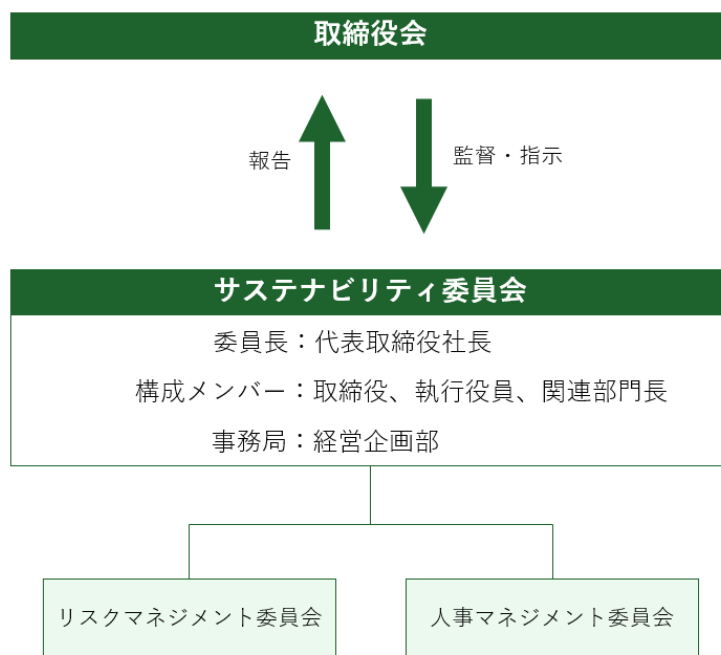 取締役会
報告
監督・指示
サステナビリティ委員会
委員長：代表取締役社長
構成メンバー：取締役、執行役員、関連部門長
事務局：経営企画部
リスクマネジメント委員会
人事マネジメント委員会